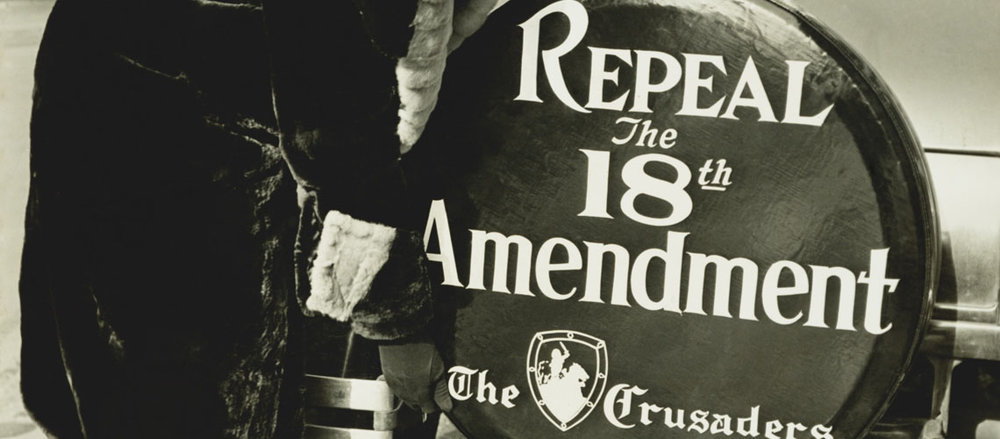 REPEAL
The
18th
Amendment
The Crusaders